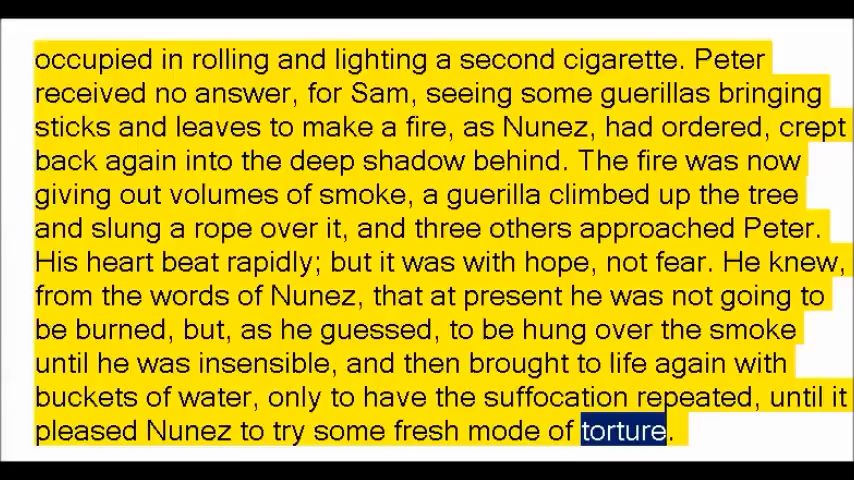 occupied in rolling and lighting a second cigarette. Peter
received no answer, for Sam, seeing some guerillas bringing
sticks and leaves to make a fire, as Nunez, had ordered, crept
back again into the deep shadow behind. The fire was now
giving out volumes of smoke, a guerilla climbed up the tree
and slung a rope over it, and three others approached Peter.
His heart beat rapidly; but it was with hope, not fear. He knew,
from the words of Nunez, that at present he was not going to
be burned, but, as he guessed, to be hung over the smoke
until he was insensible, and then brought to life again with
buckets of water, only to have the suffocation repeated, until it
pleased Nunez to try some fresh mode of torture.